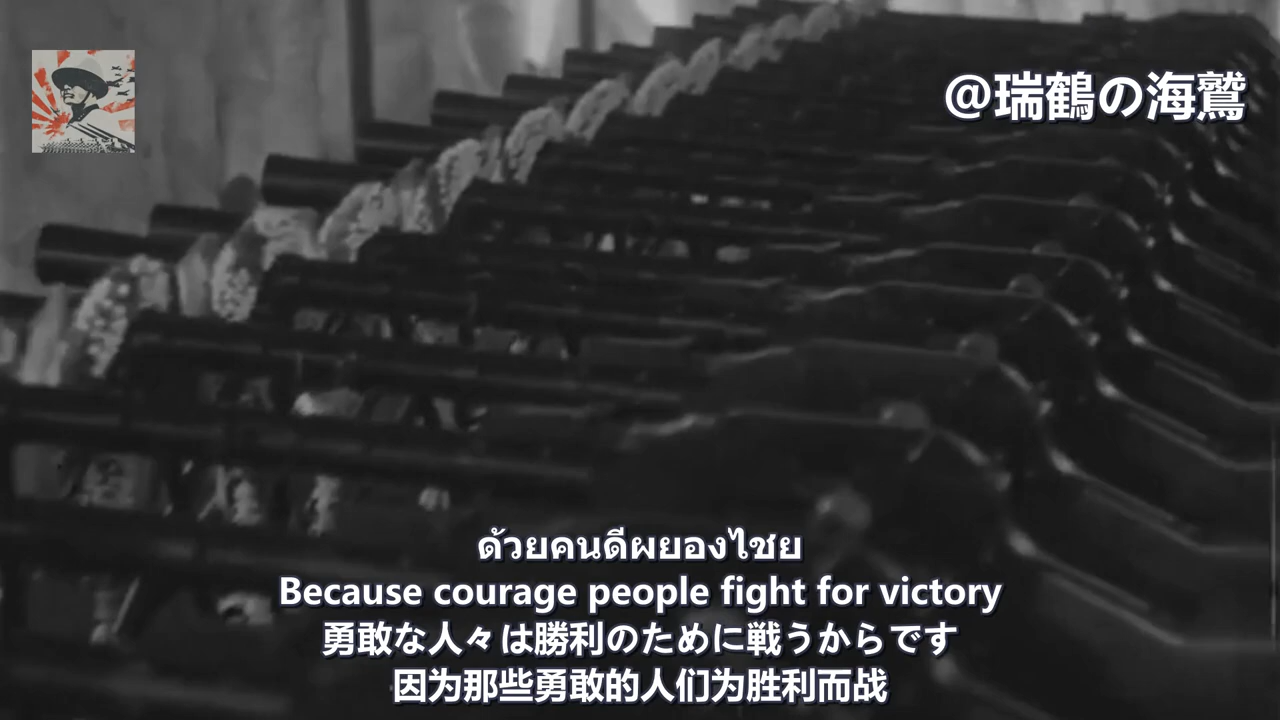 @瑞鶴の海鷲
ด้วยคนดีผยองไชย
Because courage people fight for victory
勇敢な人々は勝利のために戦うからです
因为那些勇敢的人们为胜利而战